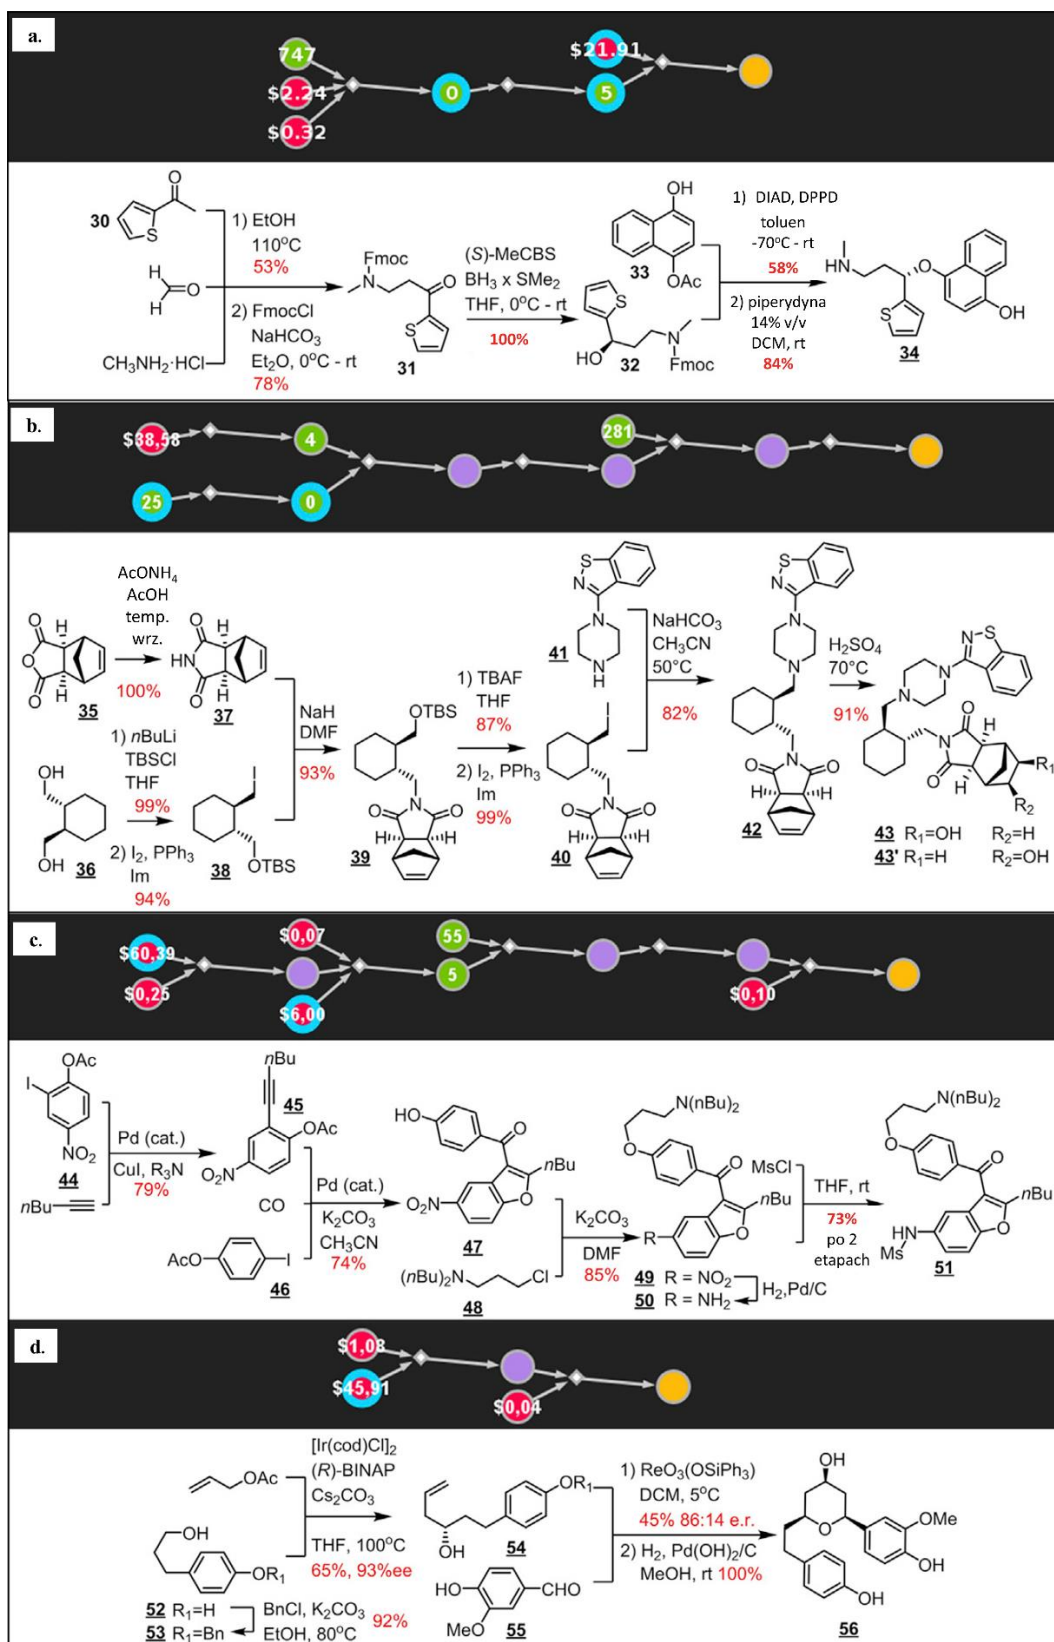 a.
747
$2.24
$0.32
0
$21.91
5
30
O
S
H
O
H
CH3NH2·HCl
1) EtOH
110°C
53%
2) FmocCl
NaHCO3
Et2O, 0°C - rt
78%
Fmoc
N
O
S
31
(S)-MeCBS
BH3 x SMe2
THF, 0°C - rt
100%
OH
33
OAc
S
HO
32
N
Fmoc
1) DIAD, DPPD
toluen
-70°C - rt
58%
2) piperydyna
14% v/v
DCM, rt
84%
HN
O
S
OH
34
b.
$38,58
4
25
0
281
O
O
O
H
H
35
AcONH4
AcOH
temp.
wrz.
100%
O
HN
O
H
H
37
OH
OH
36
1) nBuLi
TBSCl
THF
99%
2) I2, PPh3
Im
94%
I
OTBS
38
NaH
DMF
93%
OTBS
N
O
O
H
H
39
1) TBAF
THF
87%
2) I2, PPh3
Im
99%
I
N
O
O
H
H
40
S
N
N
N
H
41
NaHCO3
CH3CN
50°C
82%
S
N
N
N
N
O
O
H
H
42
H2SO4
70°C
91%
N
S
N
N
O
N
O
H
H
R1
R2
43 R1=OH R2=H
43' R1=H R2=OH
c.
$60,39
$0,25
$0,07
$6,00
55
5
$0,10
OAc
I
NO2
44
nBu
Pd (cat.)
CuI, R3N
79%
nBu
45
OAc
NO2
CO
AcO
I
46
Pd (cat.)
K2CO3
CH3CN
74%
HO
O
nBu
NO2
O
47
(nBu)2N
Cl
48
K2CO3
DMF
85%
N(nBu)2
O
O
nBu
R
O
49 R = NO2
50 R = NH2
H2,Pd/C
MsCl
THF, rt
73%
po 2
etapach
N(nBu)2
O
O
nBu
NH
Ms
O
51
d.
$1,08
$45,91
$0,04
OAc
OH
OR1
52 R1=H
53 R1=Bn
BnCl, K2CO3
EtOH, 80°C
92%
[Ir(cod)Cl]2
(R)-BINAP
Cs2CO3
THF, 100°C
65%, 93%ee
OR1
OH
54
HO
MeO
CHO
55
1) ReO3(OSiPh3)
DCM, 5°C
45% 86:14 e.r.
2) H2, Pd(OH)2/C
MeOH, rt 100%
OH
O
OMe
OH
OH
56